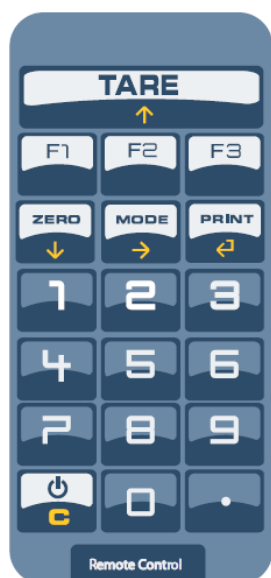 TARE
↑
F1 F2 F3
ZERO MODE PRINT
↓ → ↵
1 2 3
4 5 6
7 8 9
C 0 .
Remote Control